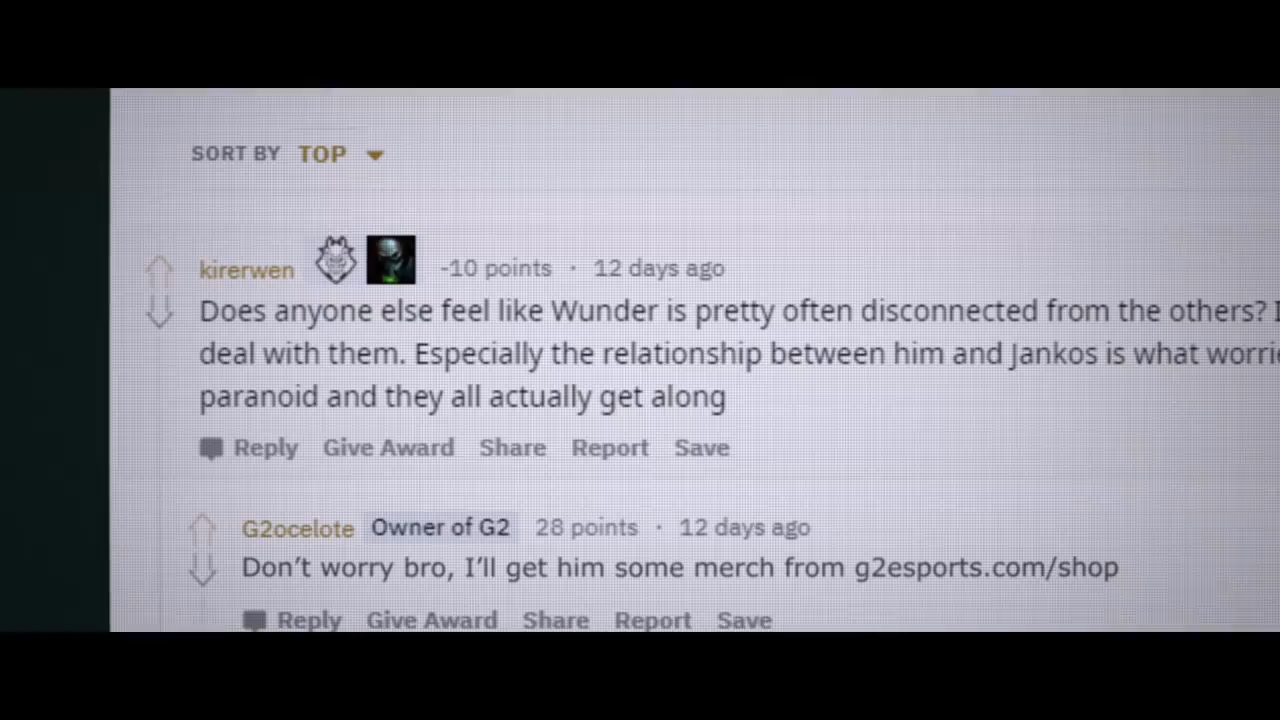 SORT BY TOP
kirerwen -10 points · 12 days ago
Does anyone else feel like Wunder is pretty often disconnected from the others?
deal with them. Especially the relationship between him and Jankos is what
paranoid and they all actually get along
Reply Give Award Share Report Save
G2ocelote Owner of G2 28 points · 12 days ago
Don't worry bro, I'll get him some merch from g2esports.com/shop
Reply Give Award Share Report Save